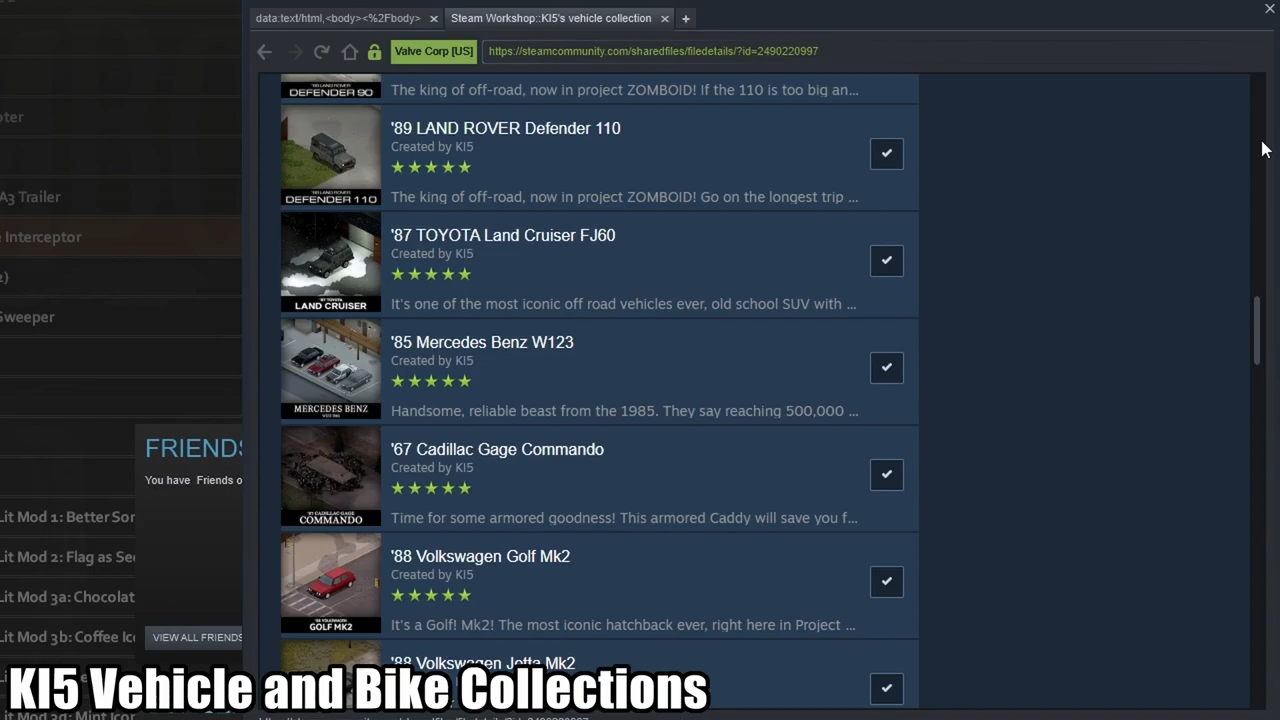 data:text/html,<body><%2Fbody>
Steam Workshop::KI5's vehicle collection
Valve Corp [US]
https://steamcommunity.com/sharedfiles/filedetails/?id=2490220997
DEFENDER 90
The king of off-road, now in project ZOMBOID! If the 110 is too big an...
'89 LAND ROVER Defender 110
Created by KI5
DEFENDER 110
The king of off-road, now in project ZOMBOID! Go on the longest trip ...
A3 Trailer
Interceptor
'87 TOYOTA Land Cruiser FJ60
Created by KI5
LAND CRUISER
It's one of the most iconic off road vehicles ever, old school SUV with ...
Sweeper
'85 Mercedes Benz W123
Created by KI5
MERCEDES BENZ
Handsome, reliable beast from the 1985. They say reaching 500,000 ...
FRIENDS
You have Friends o
'67 Cadillac Gage Commando
Created by KI5
COMMANDO
Time for some armored goodness! This armored Caddy will save you f...
Lit Mod 1: Better Sor
Lit Mod 2: Flag as Se
Lit Mod 3a: Chocolat
Lit Mod 3b: Coffee Ic
VIEW ALL FRIENDS
'88 Volkswagen Golf Mk2
Created by KI5
GOLF MK2
It's a Golf! Mk2! The most iconic hatchback ever, right here in Project ...
'88 Volkswagen Jetta Mk2
KI5 Vehicle and Bike Collections